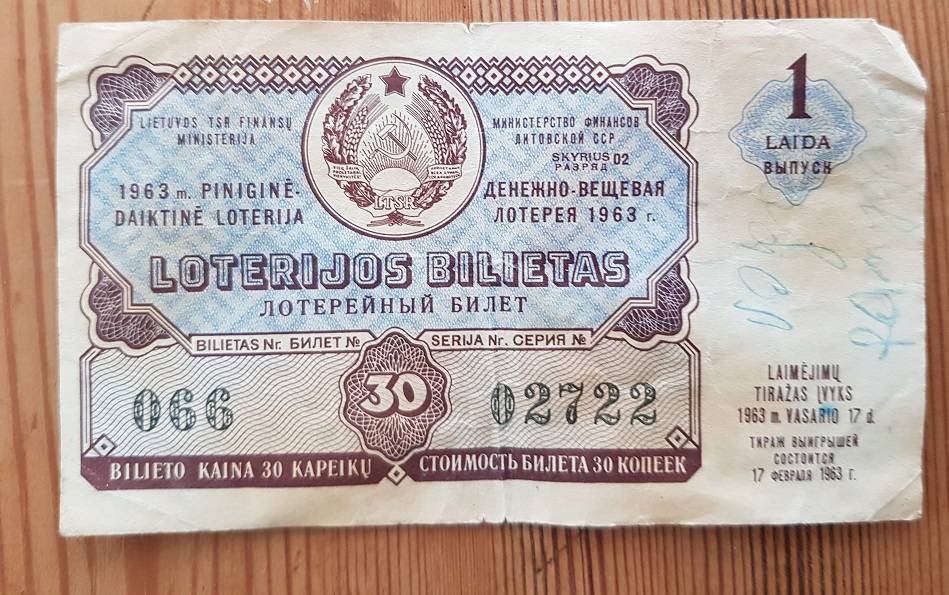 LIETUVOS TSR FINANSŲ
MINISTERIJA
1963 m. PINIGINĖ-
DAIKTINĖ LOTERIJA
LTSR
МИНИСТЕРСТВО ФИНАНСОВ
ЛИТОВСКОЙ ССР
SKYRIUS 02
РАЗРЯД
ДЕНЕЖНО-ВЕЩЕВАЯ
ЛОТЕРЕЯ 1963 г.
LOTERIJOS BILIETAS
ЛОТЕРЕЙНЫЙ БИЛЕТ
BILIETAS Nr. БИЛЕТ №
SERIJA Nr. СЕРИЯ №
066
30
02722
BILIETO KAINA 30 KAPEIKŲ
СТОИМОСТЬ БИЛЕТА 30 КОПЕЕК
1
LAIDA
ВЫПУСК
LAIMĖJIMŲ
TIRAŽAS ĮVYKS
1963 m. VASARIO 17 d.
ТИРАЖ ВЫИГРЫШЕЙ
СОСТОИТСЯ
17 ФЕВРАЛЯ 1963 г.